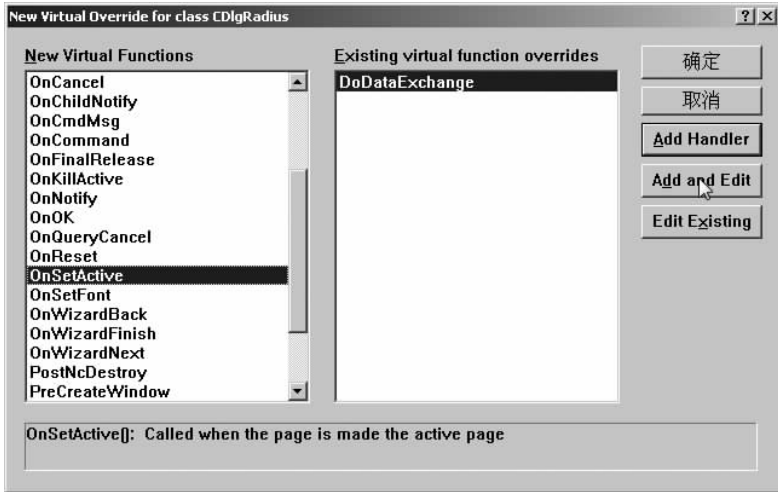 New Virtual Override for class CDlgRadius
New Virtual Functions
OnCancel
OnChildNotify
OnCmdMsg
OnCommand
OnFinalRelease
OnKillActive
OnNotify
OnOK
OnQueryCancel
OnReset
OnSetActive
OnSetFont
OnWizardBack
OnWizardFinish
OnWizardNext
PostNcDestroy
PreCreateWindow
Existing virtual function overrides
DoDataExchange
确定
取消
Add Handler
Add and Edit
Edit Existing
OnSetActive(): Called when the page is made the active page